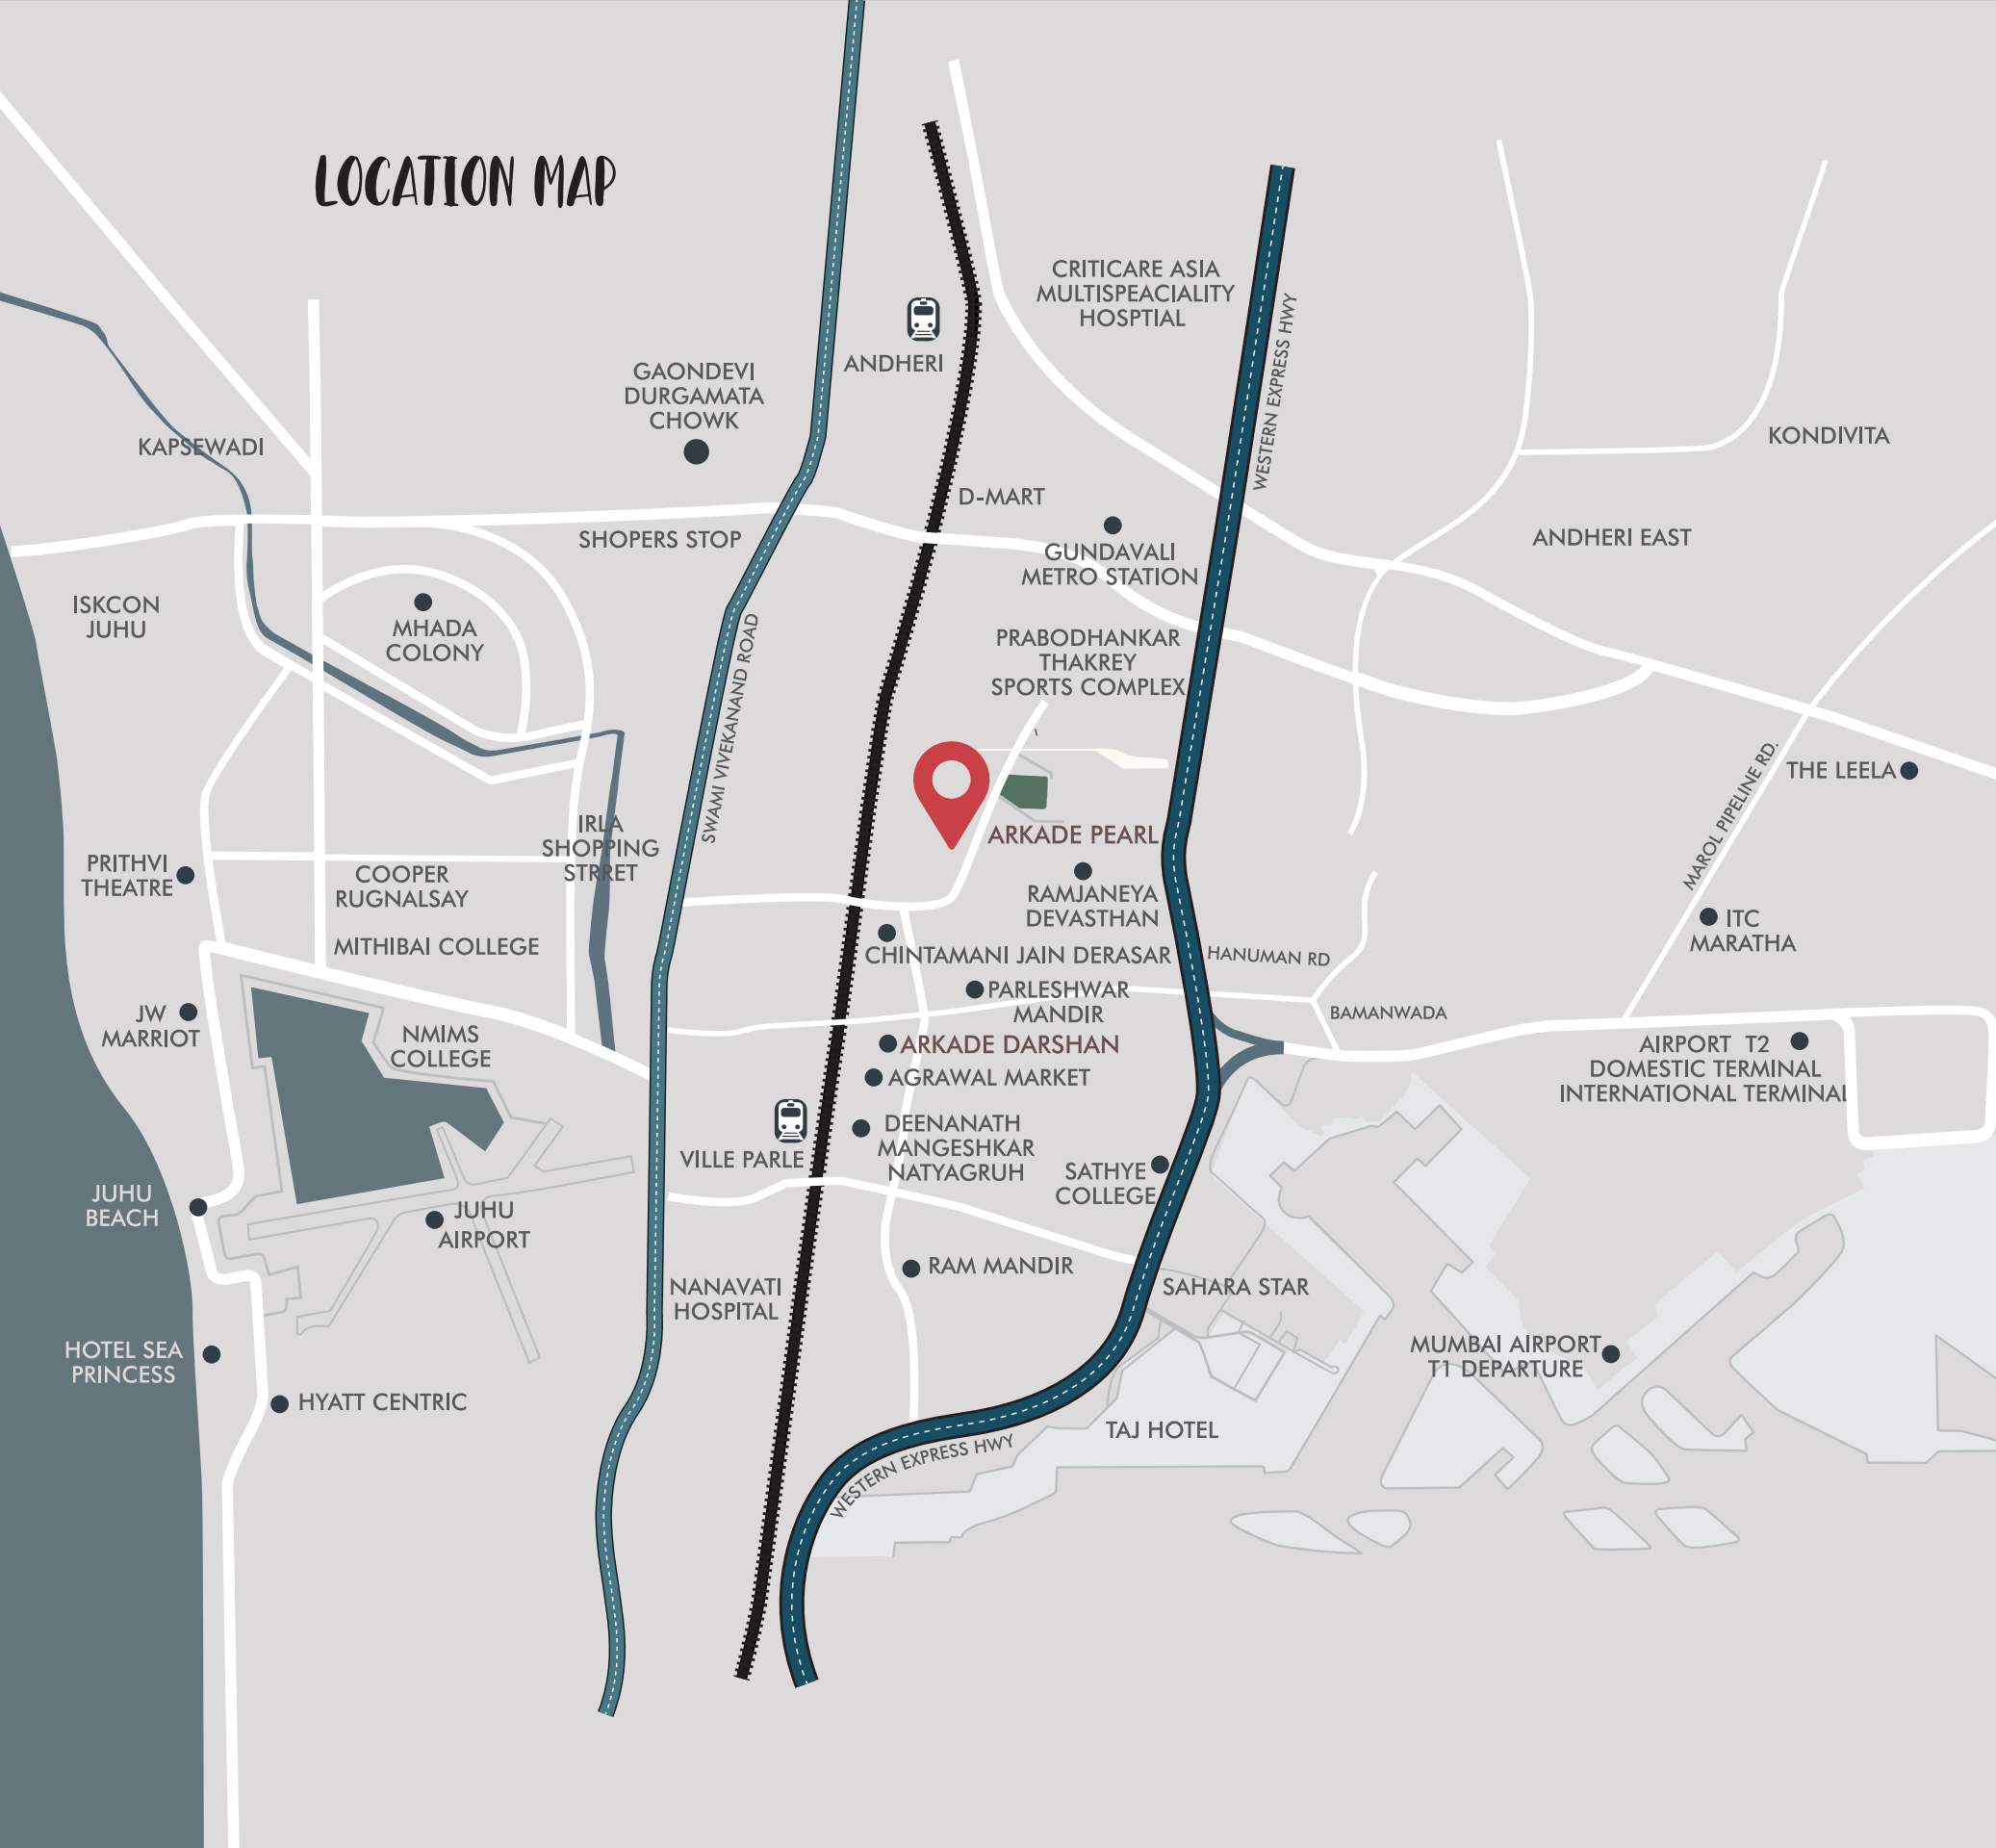 LOCATION MAP
CRITICARE ASIA
MULTISPEACIALITY
HOSPTIAL
WESTERN EXPRESS HWY
ANDHERI
GAONDEVI
DURGAMATA
CHOWK
KAPSEWADI
KONDIVITA
D-MART
SHOPERS STOP
GUNDAVALI
METRO STATION
ANDHERI EAST
ISKCON
JUHU
MHADA
COLONY
SWAMI VIVEKANAND ROAD
PRABODHANKAR
THAKREY
SPORTS COMPLEX
MAROL PIPELINE RD.
THE LEELA
IRLA
SHOPPING
STRRET
ARKADE PEARL
PRITHVI
THEATRE
COOPER
RUGNALSAY
RAMJANEYA
DEVASTHAN
ITC
MARATHA
MITHIBAI COLLEGE
CHINTAMANI JAIN DERASAR
HANUMAN RD
PARLESHWAR
MANDIR
BAMANWADA
JW
MARRIOT
NMIMS
COLLEGE
ARKADE DARSHAN
AIRPORT T2
DOMESTIC TERMINAL
INTERNATIONAL TERMINAL
AGRAWAL MARKET
DEENANATH
MANGESHKAR
NATYAGRUH
VILLE PARLE
SATHYE
COLLEGE
JUHU
BEACH
JUHU
AIRPORT
RAM MANDIR
NANAVATI
HOSPITAL
SAHARA STAR
HOTEL SEA
PRINCESS
MUMBAI AIRPORT
T1 DEPARTURE
HYATT CENTRIC
TAJ HOTEL
WESTERN EXPRESS HWY